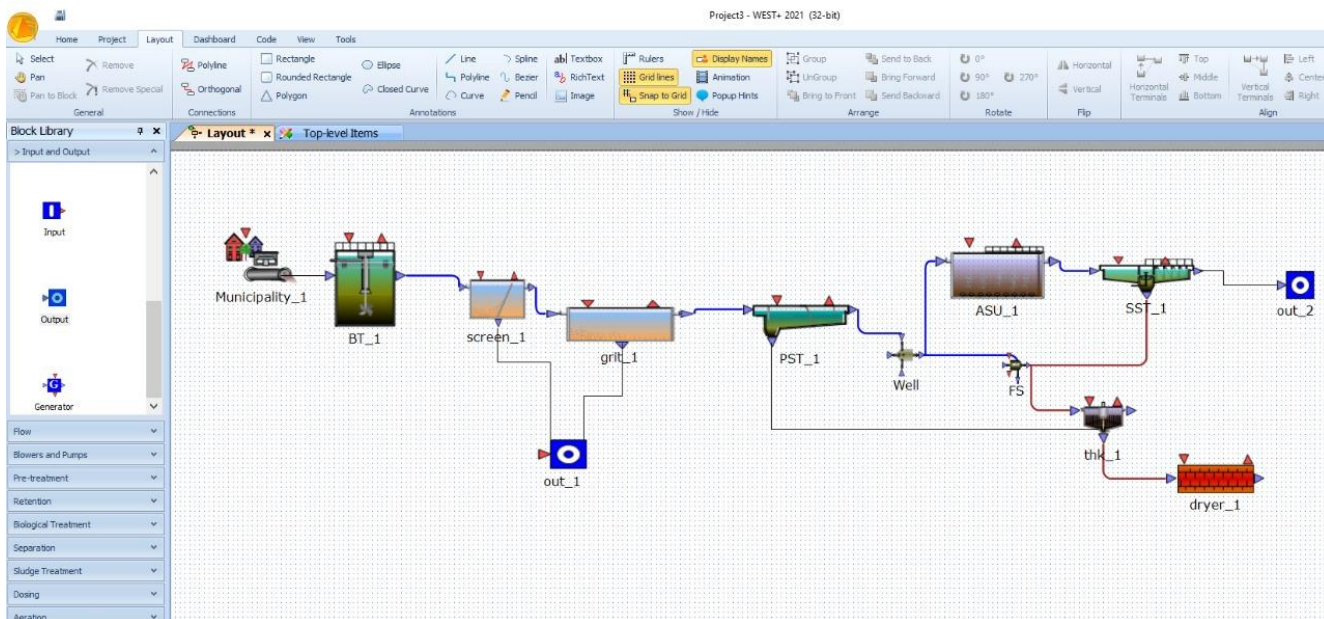 Project3 - WEST+ 2021 (32-bit)
Home Project Layout Dashboard Code View Tools
Select Remove Polyline Rectangle Ellipse Line Spline abl Textbox Rulers Display Names Group Send to Back 0° Horizontal Top Left
Pan Rounded Rectangle Polyline Bezier RichText Grid lines Animation UnGroup Bring Forward 90° 270° Horizontal Terminals Middle Vertical Terminals Center
Pan to Block Remove Special Orthogonal Polygon Closed Curve Curve Pencil Image Snap to Grid Popup Hints Bring to Front Send Backward 180° Vertical Bottom Right
General Connections Annotations Show / Hide Arrange Rotate Flip Align
Block Library Layout * Top-level Items
> Input and Output
Input
Output
G
Generator
Flow
Blowers and Pumps
Pre-treatment
Retention
Biological Treatment
Separation
Sludge Treatment
Dosing
Aeration
Municipality_1
BT_1
screen_1
grit_1
out_1
PST_1
Well
ASU_1
FS
SST_1
out_2
thk_1
dryer_1